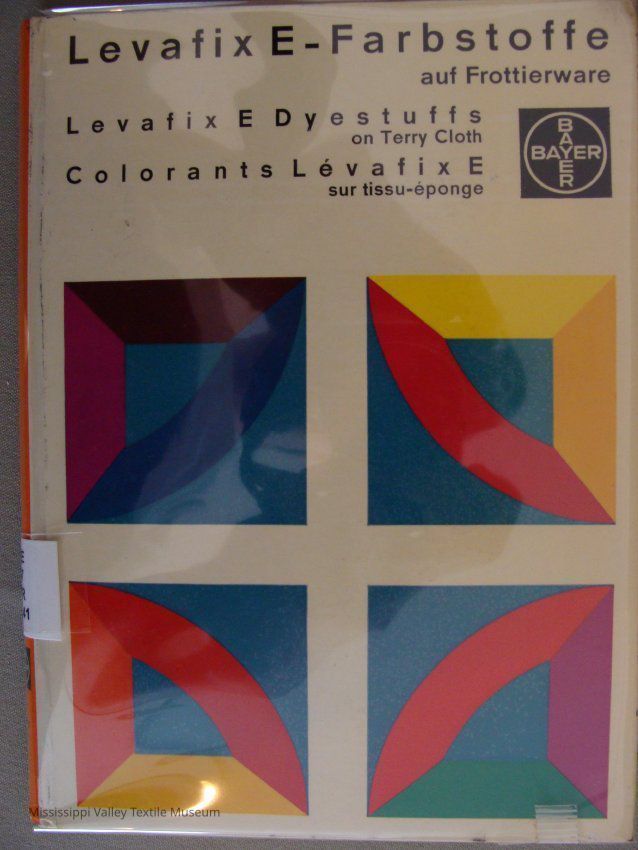 Levafix E-Farbstoffe
auf Frottierware
Levafix E Dyestuffs
on Terry Cloth
Colorants Lévafix E
sur tissu-éponge
BAYER
BAYER
Mississippi Valley Textile Museum